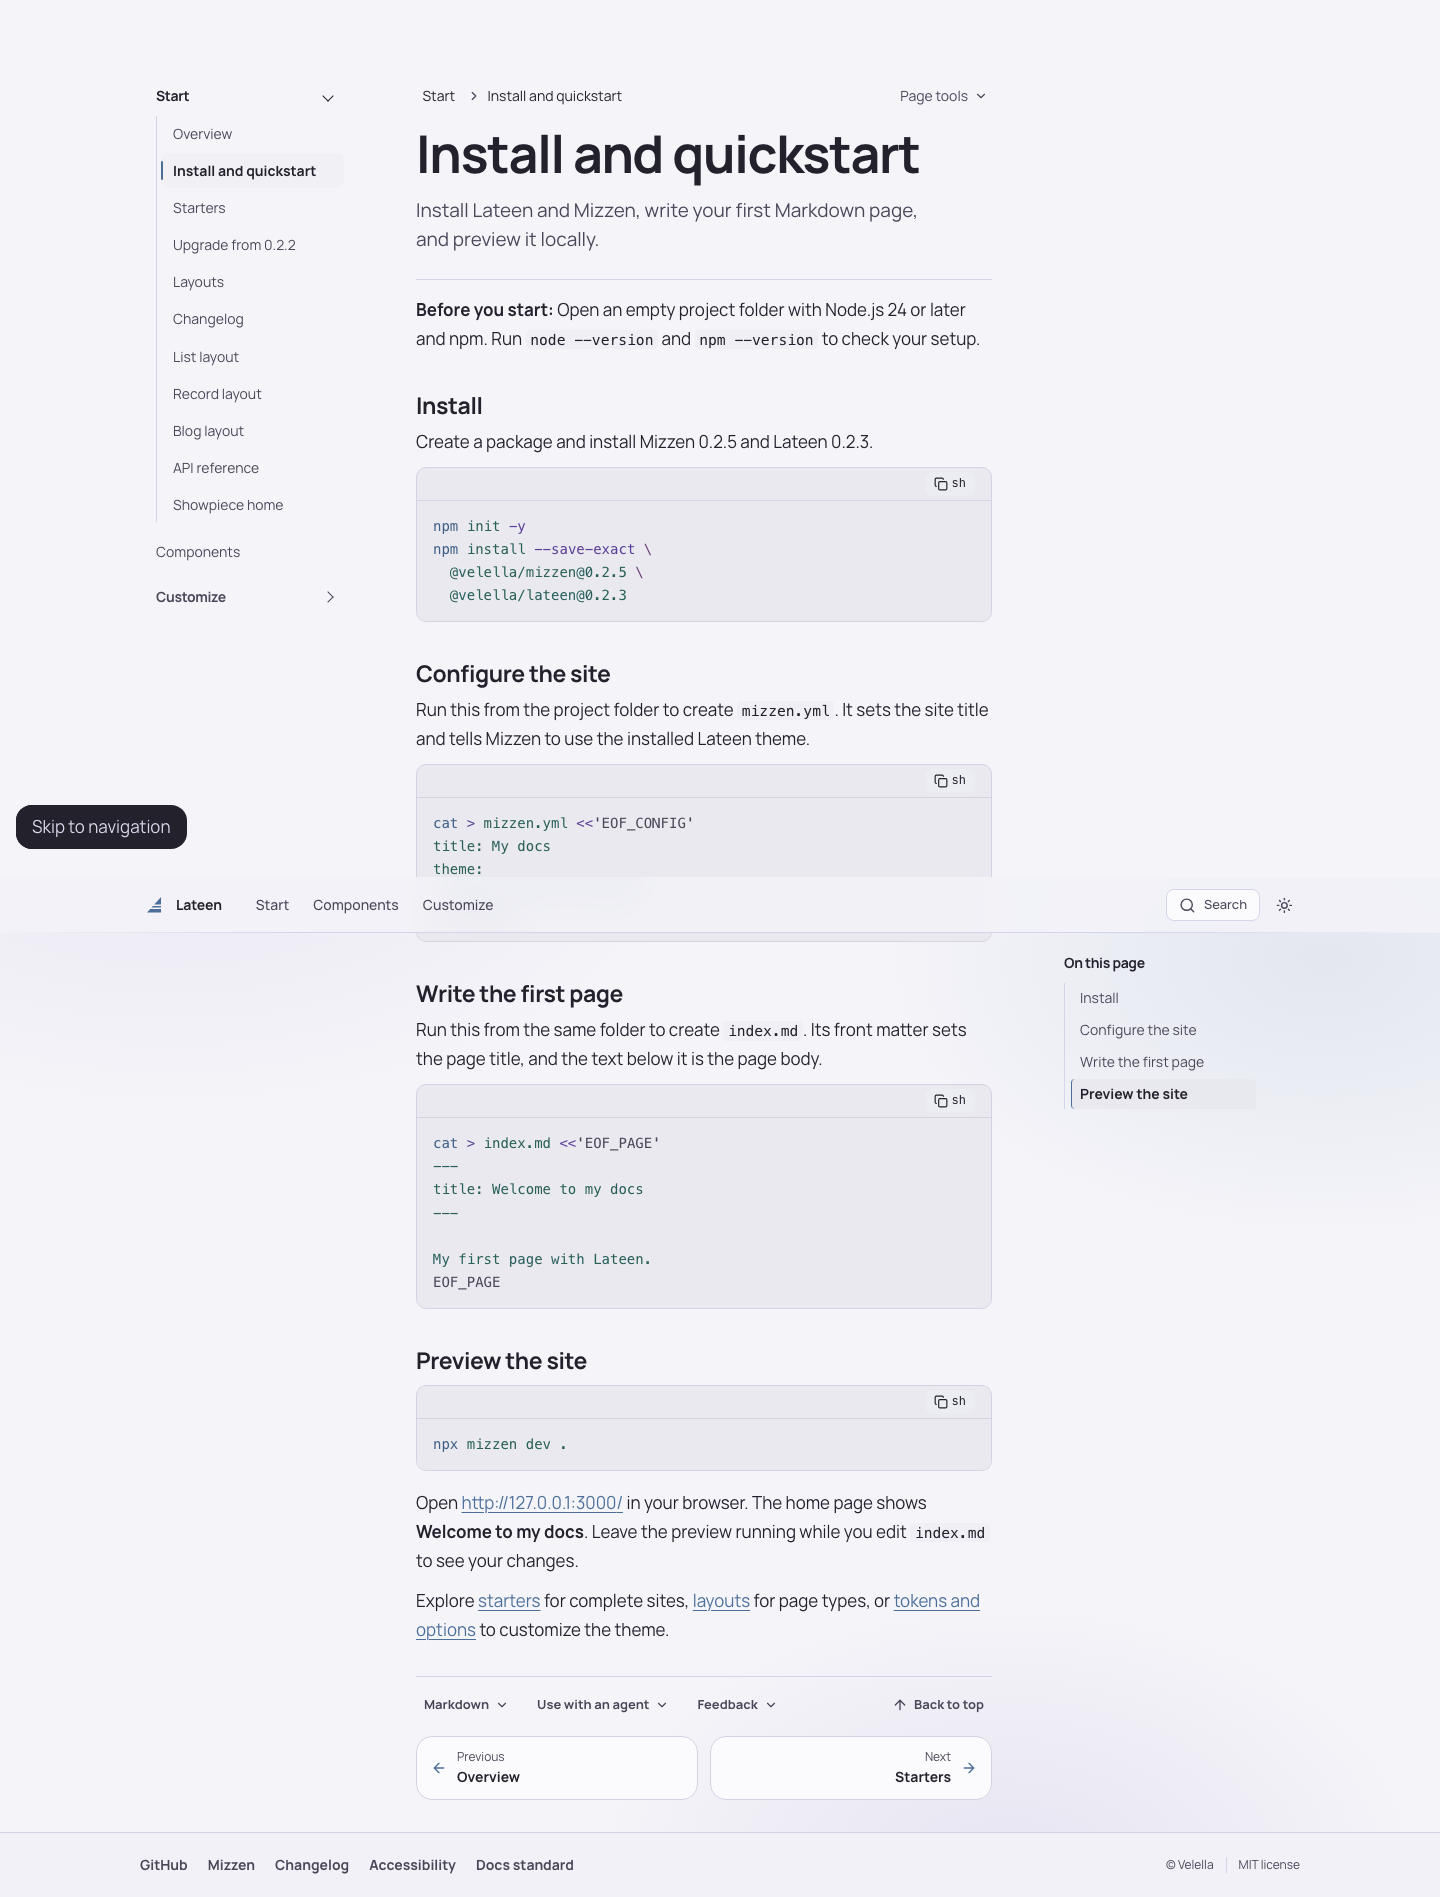 Start
Overview
Install and quickstart
Starters
Upgrade from 0.2.2
Layouts
Changelog
List layout
Record layout
Blog layout
API reference
Showpiece home
Components
Customize
Start
Install and quickstart
Page tools
Install and quickstart
Install Lateen and Mizzen, write your first Markdown page,
and preview it locally.
Before you start: Open an empty project folder with Node.js 24 or later
and npm. Run node --version and npm --version to check your setup.
Install
Create a package and install Mizzen 0.2.5 and Lateen 0.2.3.
sh
npm init -y
npm install --save-exact \
  @velella/mizzen@0.2.5 \
  @velella/lateen@0.2.3
Configure the site
Run this from the project folder to create mizzen.yml. It sets the site title
and tells Mizzen to use the installed Lateen theme.
sh
cat > mizzen.yml <<'EOF_CONFIG'
title: My docs
theme:
Skip to navigation
Lateen
Start
Components
Customize
Search
On this page
Install
Configure the site
Write the first page
Preview the site
Write the first page
Run this from the same folder to create index.md. Its front matter sets
the page title, and the text below it is the page body.
sh
cat > index.md <<'EOF_PAGE'
---
title: Welcome to my docs
---
My first page with Lateen.
EOF_PAGE
Preview the site
sh
npx mizzen dev .
Open http://127.0.0.1:3000/ in your browser. The home page shows
Welcome to my docs. Leave the preview running while you edit index.md
to see your changes.
Explore starters for complete sites, layouts for page types, or tokens and
options to customize the theme.
Markdown
Use with an agent
Feedback
Back to top
Previous
Overview
Next
Starters
GitHub
Mizzen
Changelog
Accessibility
Docs standard
© Velella
MIT license